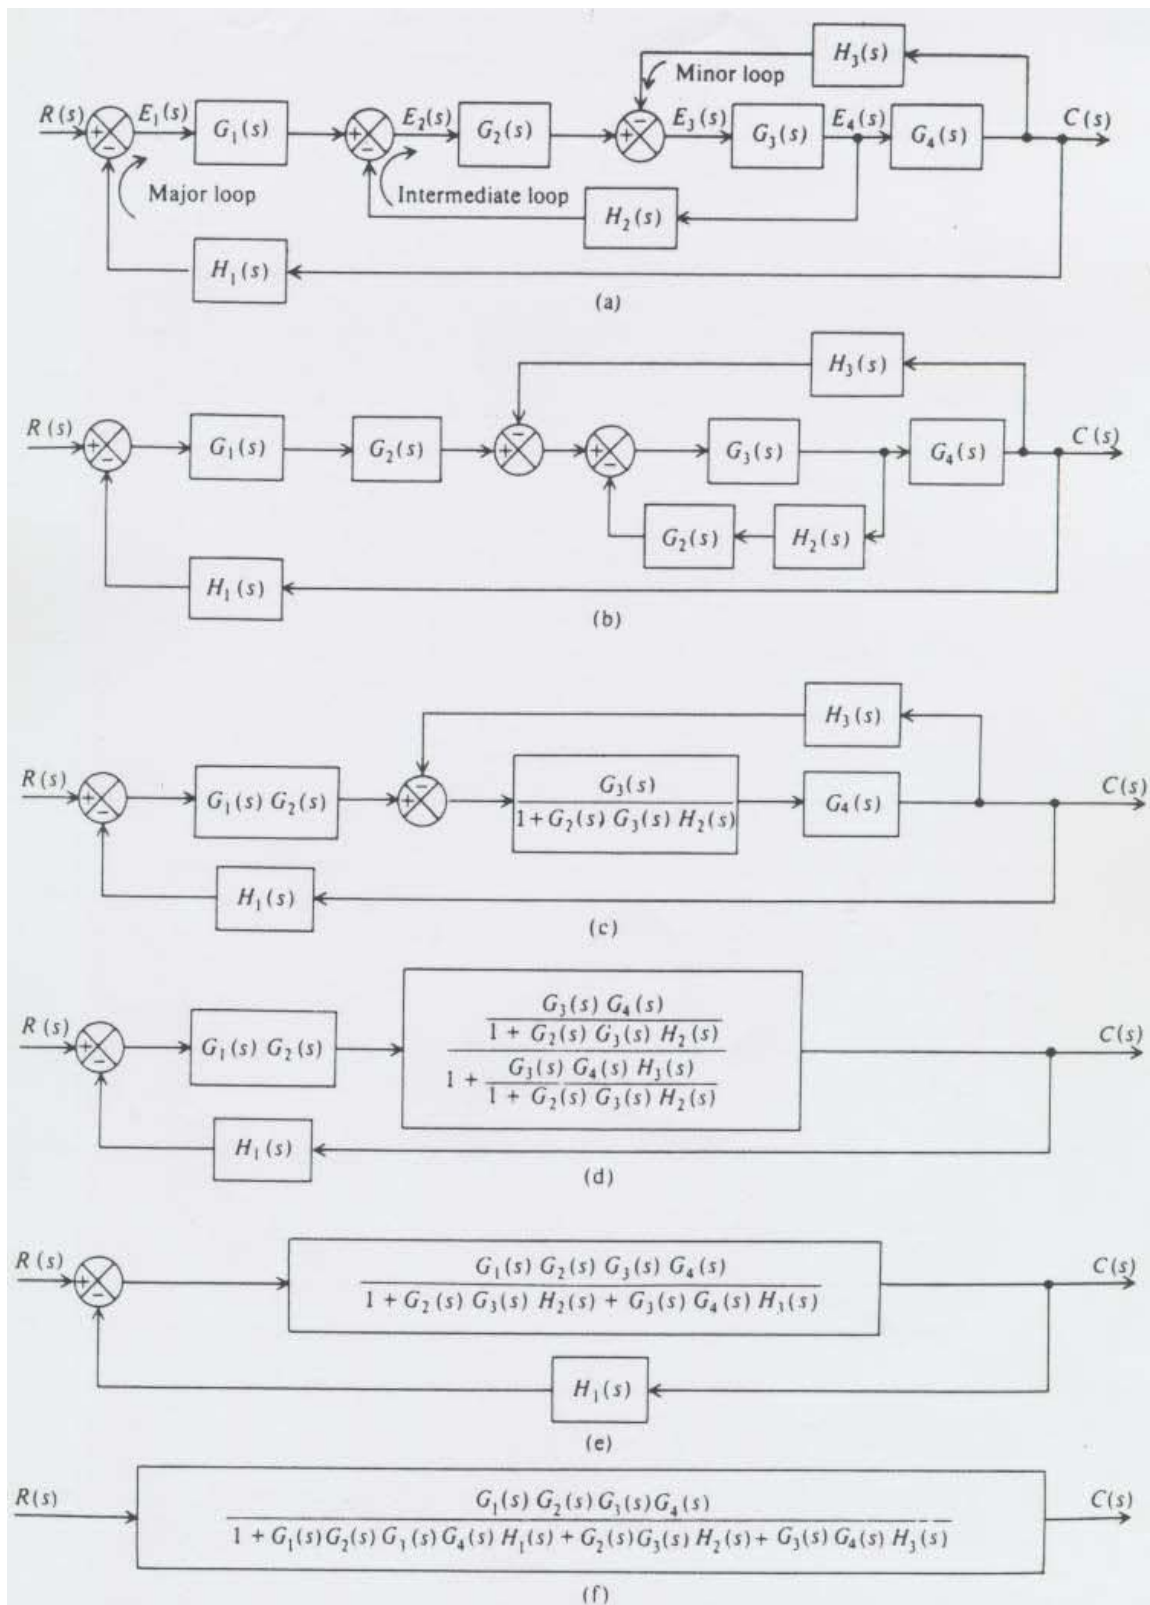 H₃(s)
Minor loop
R(s) E₁(s) G₁(s) E₂(s) G₂(s) E₃(s) G₃(s) E₄(s) G₄(s) C(s)
+ − + − − + 
Major loop
Intermediate loop
H₂(s)
H₁(s)
(a)
H₃(s)
R(s) + − G₁(s) G₂(s) − + + − G₃(s) G₄(s) C(s)
G₂(s) H₂(s)
H₁(s)
(b)
H₃(s)
R(s) + − G₁(s) G₂(s) − + G₃(s) / 1+G₂(s) G₃(s) H₂(s) G₄(s) C(s)
H₁(s)
(c)
G₃(s) G₄(s)
1 + G₂(s) G₃(s) H₂(s)
R(s) + − G₁(s) G₂(s) C(s)
1 + G₃(s) G₄(s) H₃(s)
1 + G₂(s) G₃(s) H₂(s)
H₁(s)
(d)
R(s) + − C(s)
G₁(s) G₂(s) G₃(s) G₄(s)
1 + G₂(s) G₃(s) H₂(s) + G₃(s) G₄(s) H₃(s)
H₁(s)
(e)
R(s) C(s)
G₁(s) G₂(s) G₃(s) G₄(s)
1 + G₁(s) G₂(s) G₃(s) G₄(s) H₁(s) + G₂(s) G₃(s) H₂(s) + G₃(s) G₄(s) H₃(s)
(f)